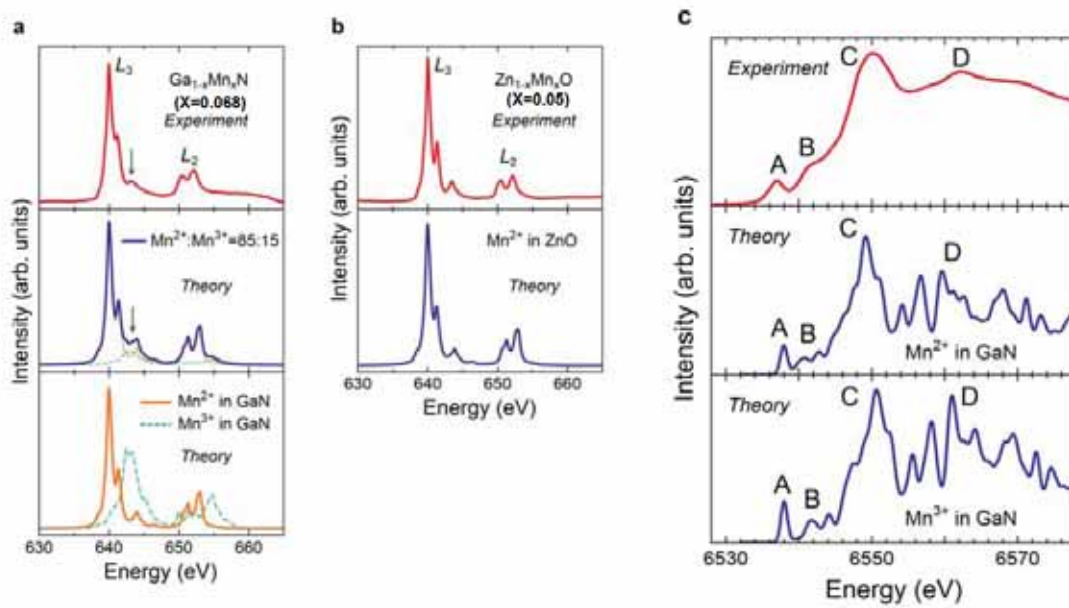 a
L₃
Ga₁₋ₓMnₓN
(X=0.068)
Experiment
L₂
Mn²⁺:Mn³⁺=85:15
Theory
Mn²⁺ in GaN
Mn³⁺ in GaN
Theory
Intensity (arb. units)
630 640 650 660
Energy (eV)
b
L₃
Zn₁₋ₓMnₓO
(X=0.05)
Experiment
L₂
Mn²⁺ in ZnO
Theory
Intensity (arb. units)
630 640 650 660
Energy (eV)
c
Experiment
A
B
C
D
Theory
A
B
C
D
Mn²⁺ in GaN
Theory
A
B
C
D
Mn³⁺ in GaN
Intensity (arb. units)
6530 6550 6570
Energy (eV)